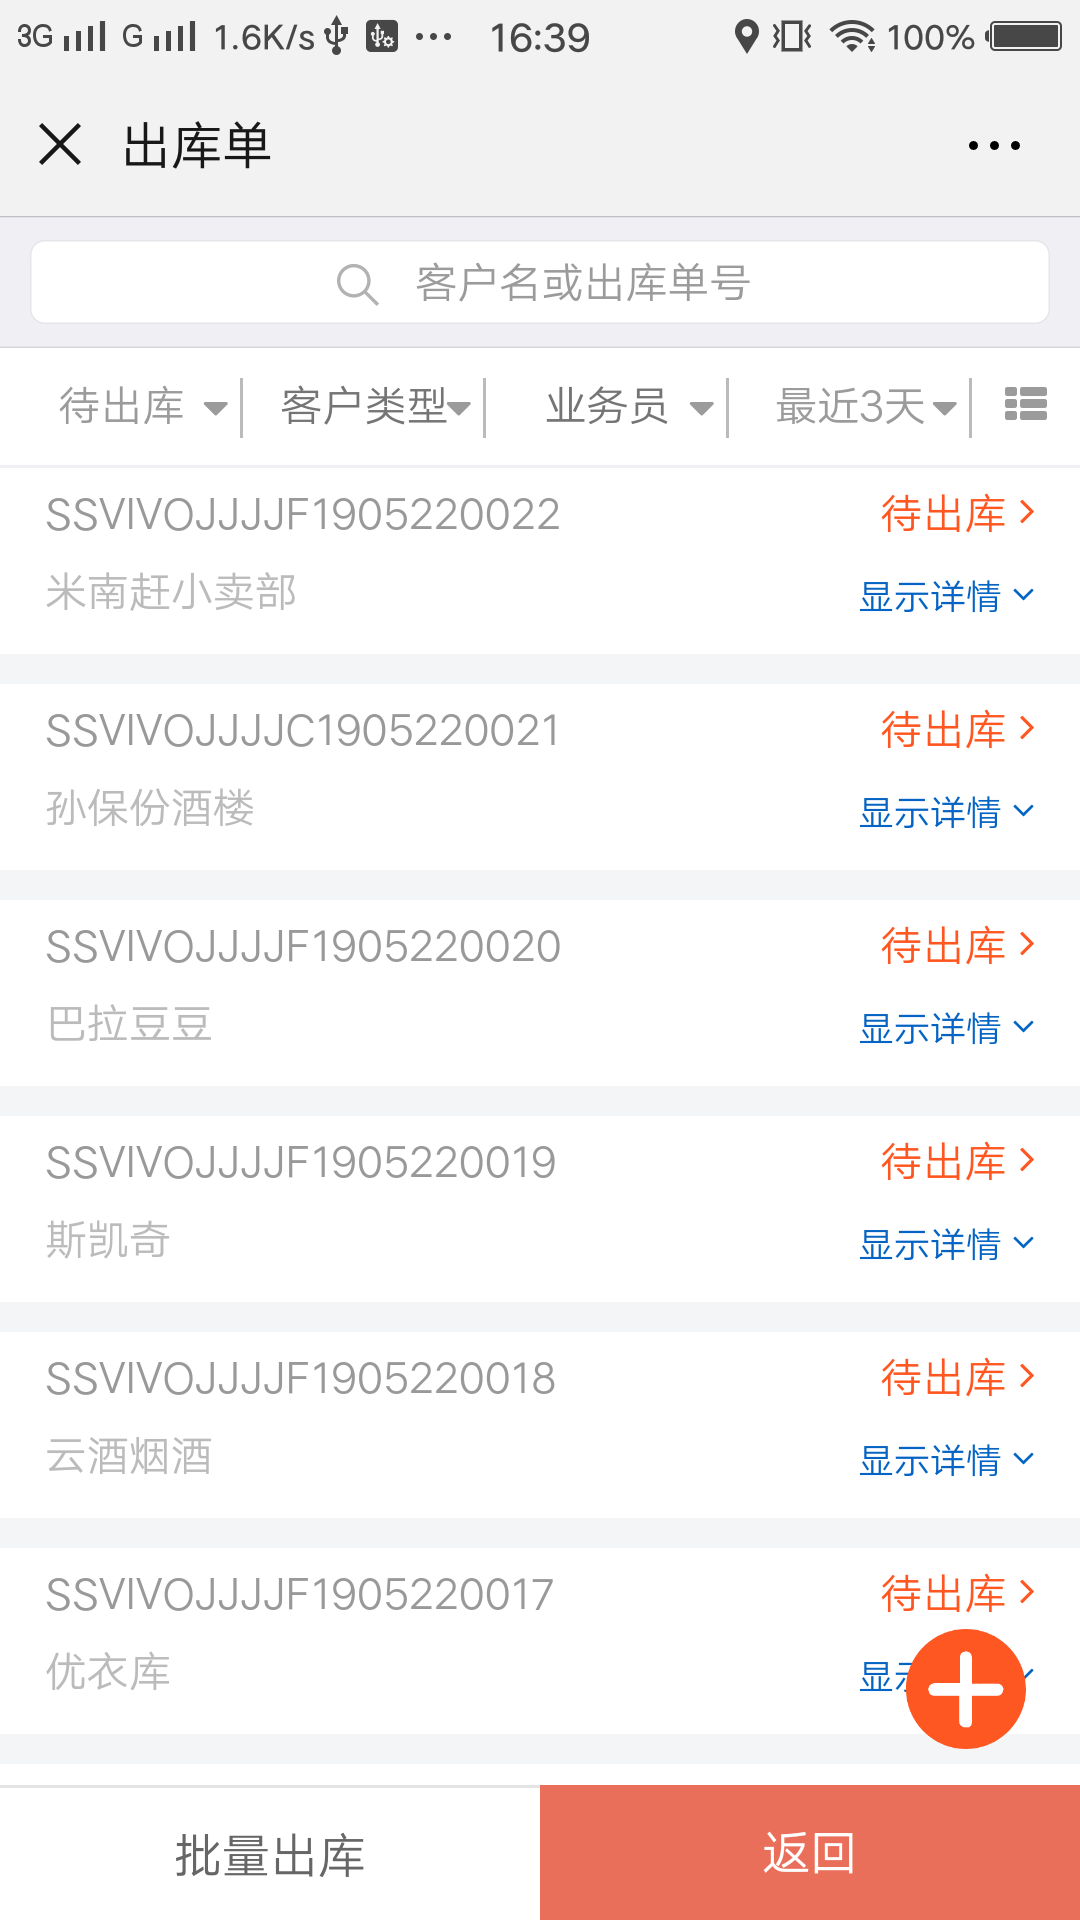 3G G 1.6K/s 16:39 100%
出库单
客户名或出库单号
待出库 客户类型 业务员 最近3天
SSVIVOJJJJF1905220022 待出库
米南赶小卖部 显示详情
SSVIVOJJJJC1905220021 待出库
孙保份酒楼 显示详情
SSVIVOJJJJF1905220020 待出库
巴拉豆豆 显示详情
SSVIVOJJJJF1905220019 待出库
斯凯奇 显示详情
SSVIVOJJJJF1905220018 待出库
云酒烟酒 显示详情
SSVIVOJJJJF1905220017 待出库
优衣库 显
批量出库 返回